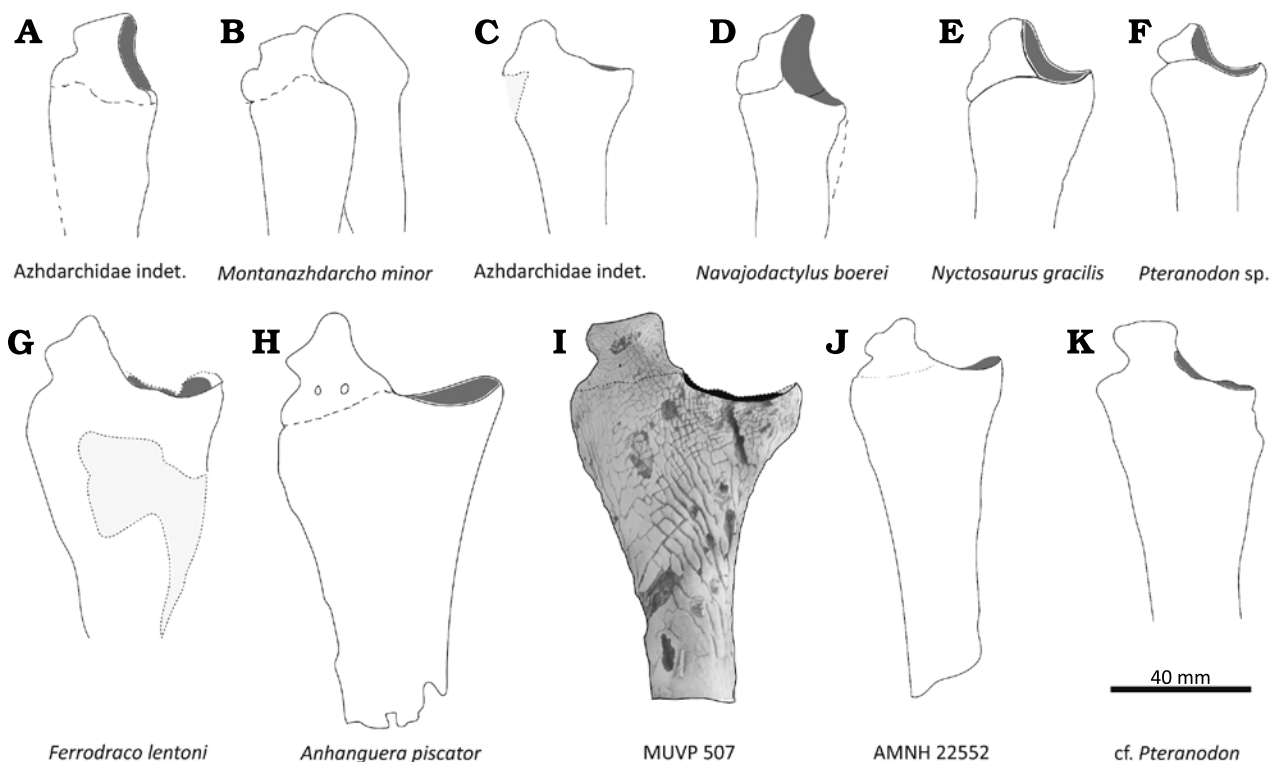 A B C D E F
Azhdarchidae indet. Montanazhdarcho minor Azhdarchidae indet. Navajodactylus boerei Nyctosaurus gracilis Pteranodon sp.
G H I J K
40 mm
Ferrodraco lentoni Anhanguera piscator MUVP 507 AMNH 22552 cf. Pteranodon